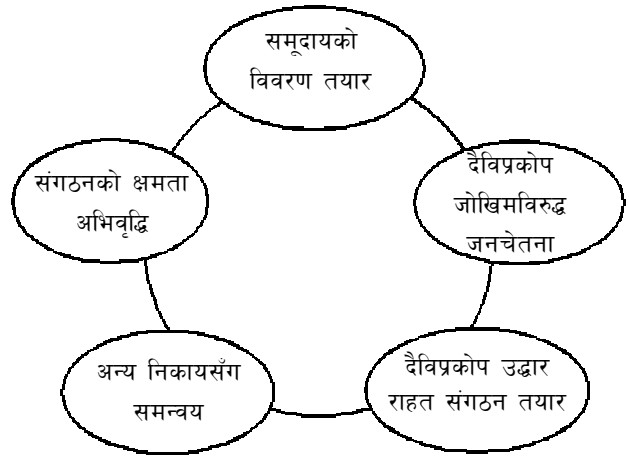 समूदायको
विवरण तयार
दैविप्रकोप
जोखिमविरुद्ध
जनचेतना
दैविप्रकोप उद्धार
राहत संगठन तयार
अन्य निकायसँग
समन्वय
संगठनको क्षमता
अभिवृद्धि